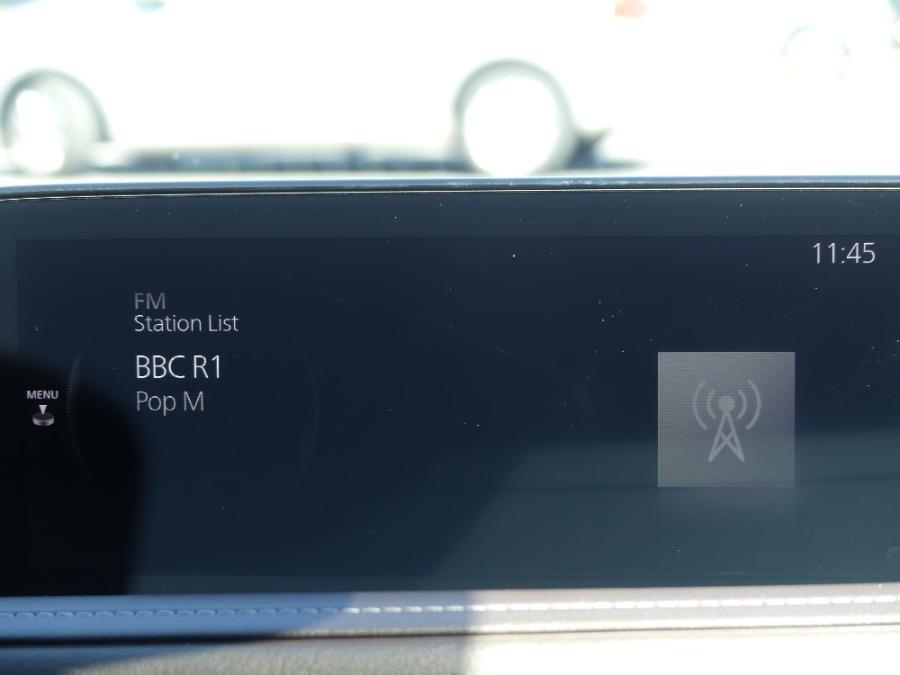 11:45
FM
Station List
BBC R1
Pop M
MENU